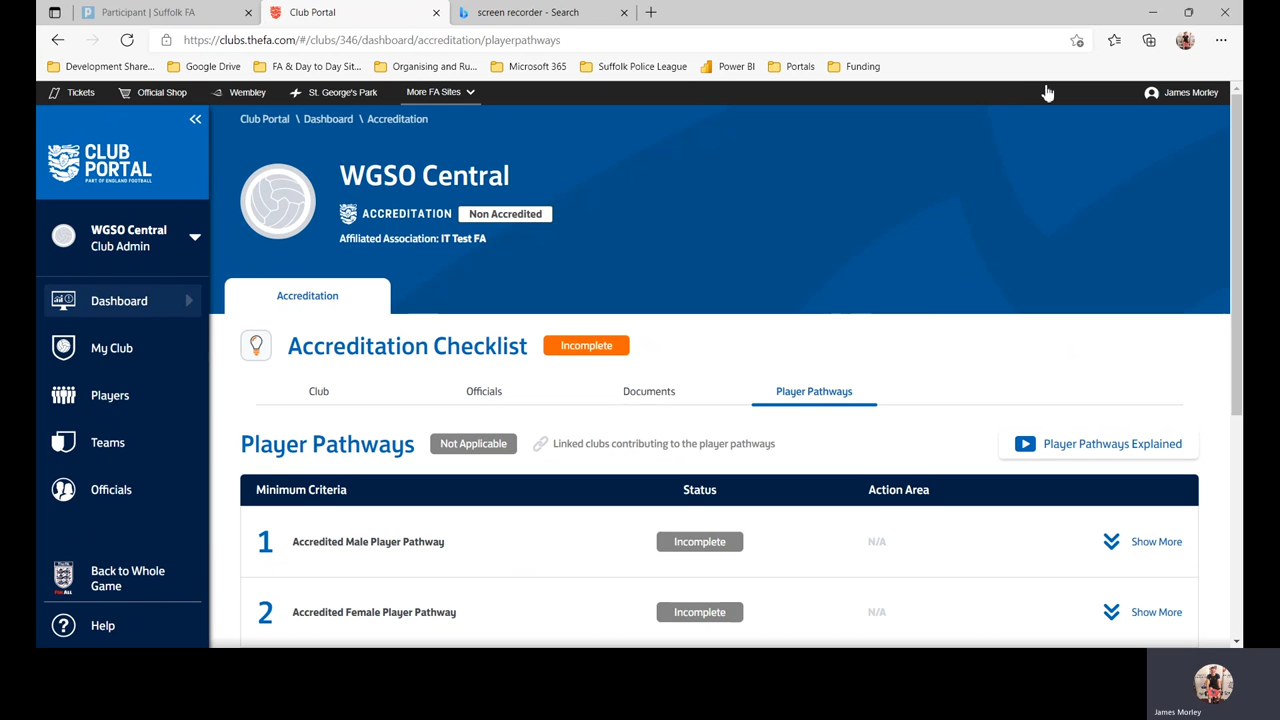 Participant | Suffolk FA
Club Portal
screen recorder - Search
https://clubs.thefa.com/#/clubs/346/dashboard/accreditation/playerpathways
Development Share...
Google Drive
FA & Day to Day Sit...
Organising and Ru...
Microsoft 365
Suffolk Police League
Power BI
Portals
Funding
Tickets
Official Shop
Wembley
St. George's Park
More FA Sites
James Morley
CLUB
PORTAL
PART OF ENGLAND FOOTBALL
Club Portal \ Dashboard \ Accreditation
WGSO Central
ACCREDITATION Non Accredited
Affiliated Association: IT Test FA
WGSO Central
Club Admin
Dashboard
My Club
Players
Teams
Officials
Back to Whole
Game
Help
Accreditation
Accreditation Checklist Incomplete
Club
Officials
Documents
Player Pathways
Player Pathways Not Applicable Linked clubs contributing to the player pathways
Player Pathways Explained
Minimum Criteria Status Action Area
1 Accredited Male Player Pathway Incomplete N/A Show More
2 Accredited Female Player Pathway Incomplete N/A Show More
James Morley